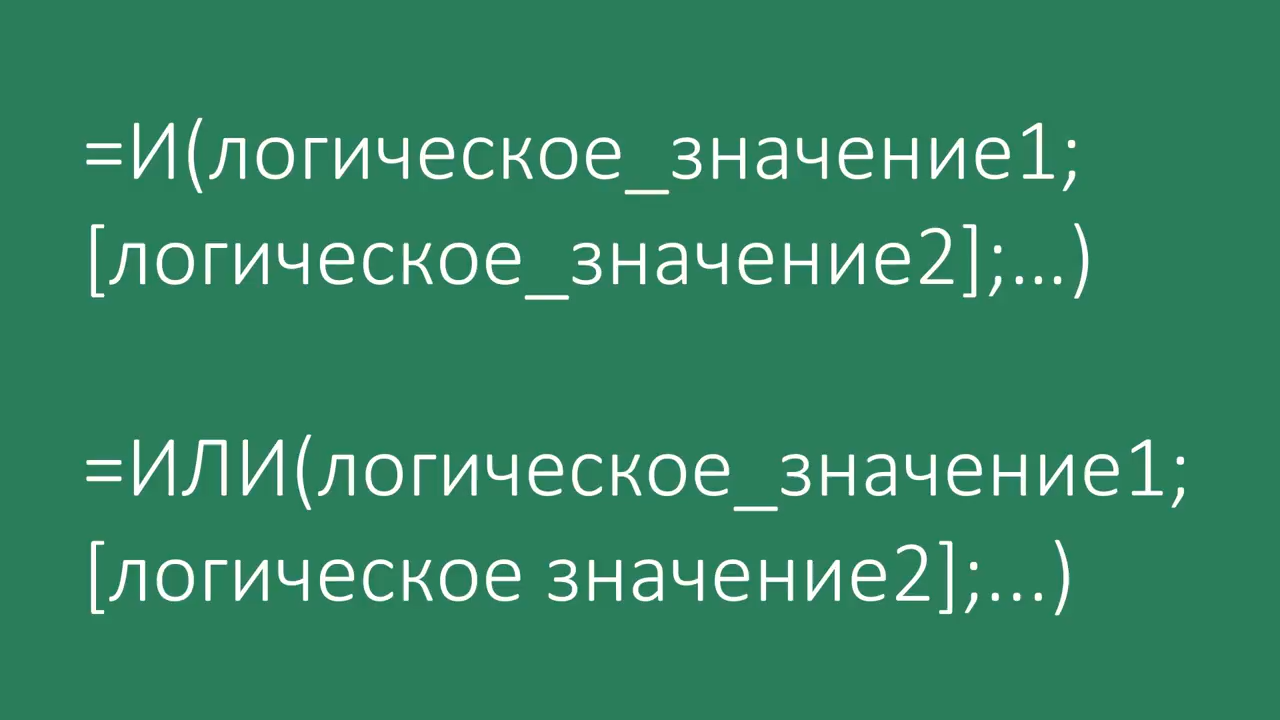 =И(логическое_значение1;
[логическое_значение2];...)
=ИЛИ(логическое_значение1;
[логическое значение2];...)